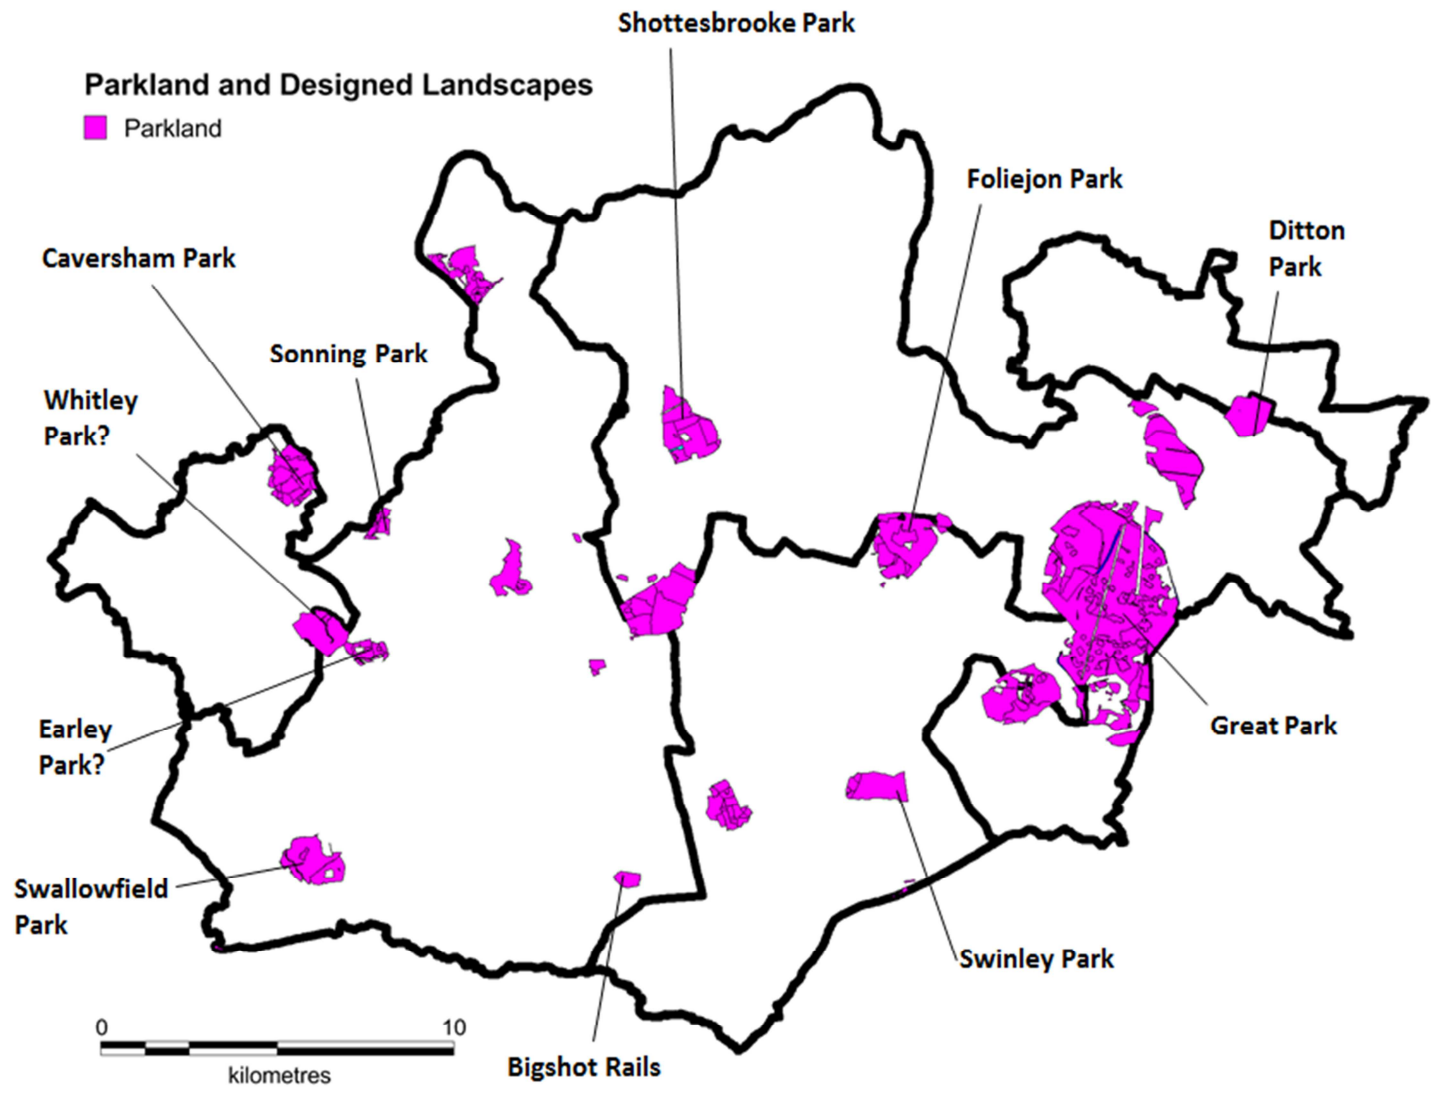 Shottesbrooke Park
Parkland and Designed Landscapes
Parkland
Foliejon Park
Ditton
Park
Caversham Park
Sonning Park
Whitley
Park?
Earley
Park?
Great Park
Swallowfield
Park
Swinley Park
0 10
kilometres
Bigshot Rails